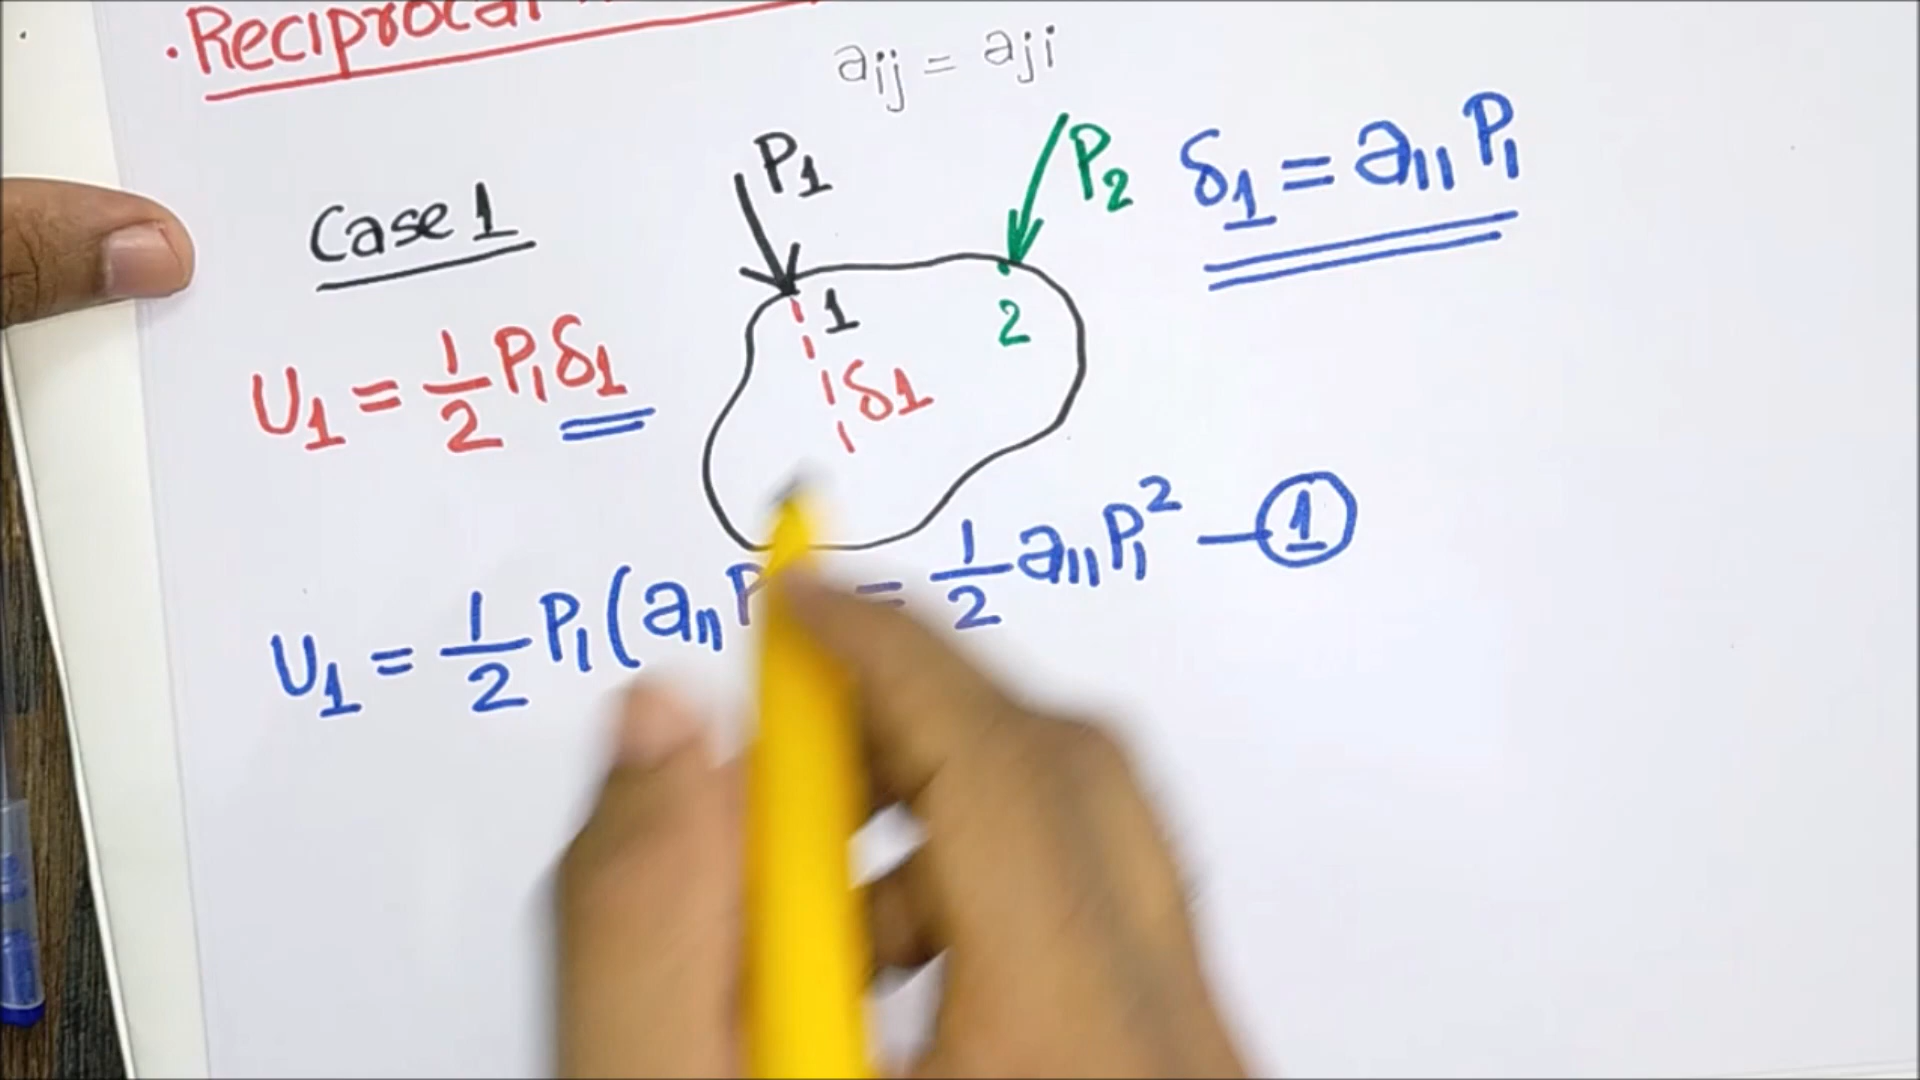 • Reciprocal
aij = aji
Case 1
P1
P2
δ1 = a11 P1
1
2
U1 = 1/2 P1 δ1
δ1
U1 = 1/2 P1 (a11 P = 1/2 a11 P1² — ①